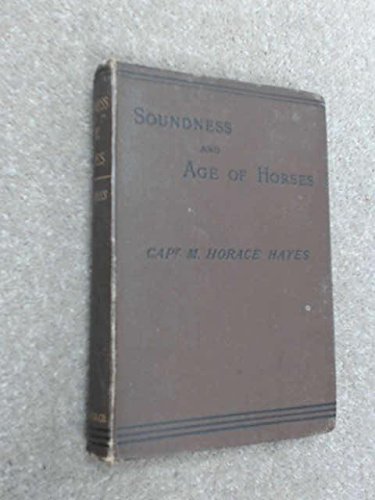 SOUNDNESS
AND
AGE OF HORSES
CAPT. M. HORACE HAYES